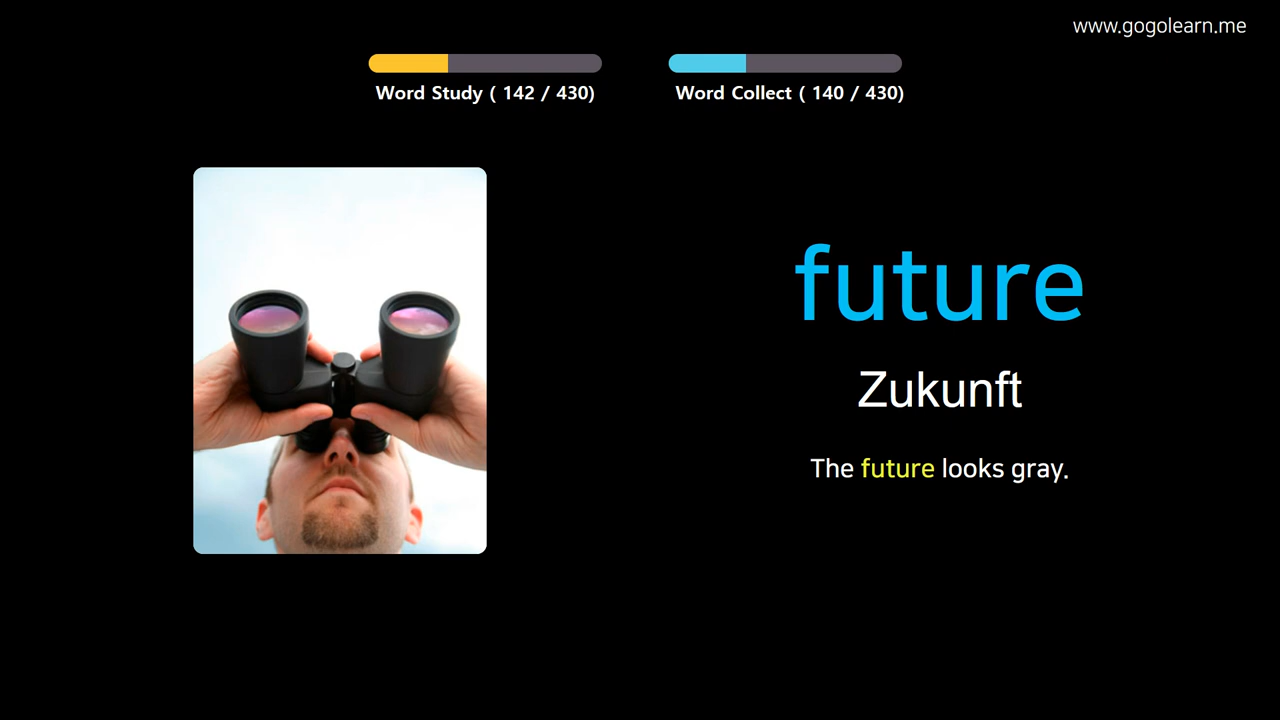 www.gogolearn.me
Word Study ( 142 / 430)
Word Collect ( 140 / 430)
future
Zukunft
The future looks gray.